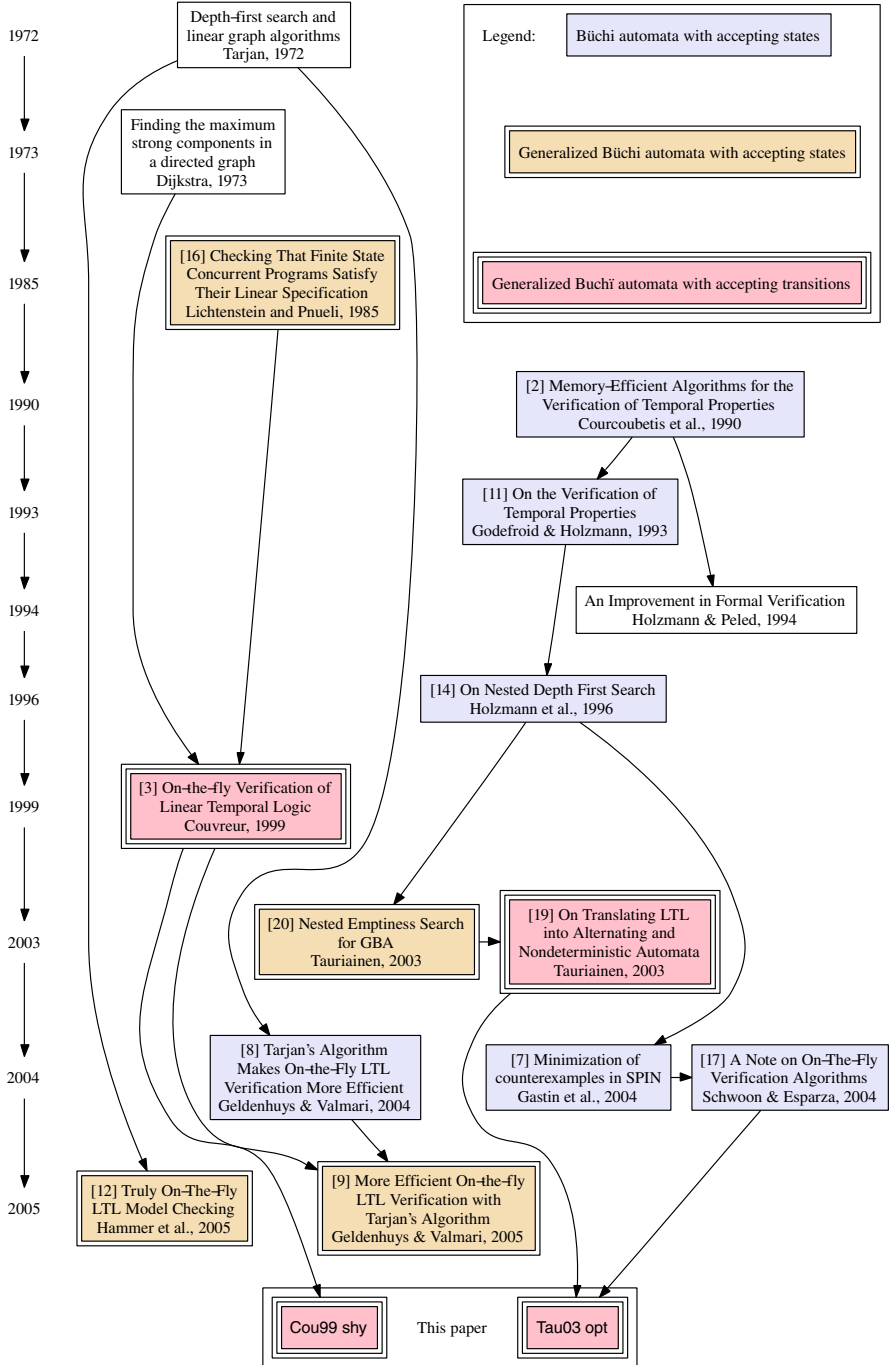 1972
Depth-first search and
linear graph algorithms
Tarjan, 1972
Legend:
Büchi automata with accepting states
1973
Finding the maximum
strong components in
a directed graph
Dijkstra, 1973
Generalized Büchi automata with accepting states
1985
[16] Checking That Finite State
Concurrent Programs Satisfy
Their Linear Specification
Lichtenstein and Pnueli, 1985
Generalized Buchï automata with accepting transitions
1990
[2] Memory-Efficient Algorithms for the
Verification of Temporal Properties
Courcoubetis et al., 1990
1993
[11] On the Verification of
Temporal Properties
Godefroid & Holzmann, 1993
1994
An Improvement in Formal Verification
Holzmann & Peled, 1994
1996
[14] On Nested Depth First Search
Holzmann et al., 1996
1999
[3] On-the-fly Verification of
Linear Temporal Logic
Couvreur, 1999
2003
[20] Nested Emptiness Search
for GBA
Tauriainen, 2003
[19] On Translating LTL
into Alternating and
Nondeterministic Automata
Tauriainen, 2003
2004
[8] Tarjan's Algorithm
Makes On-the-Fly LTL
Verification More Efficient
Geldenhuys & Valmari, 2004
[7] Minimization of
counterexamples in SPIN
Gastin et al., 2004
[17] A Note on On-The-Fly
Verification Algorithms
Schwoon & Esparza, 2004
2005
[12] Truly On-The-Fly
LTL Model Checking
Hammer et al., 2005
[9] More Efficient On-the-fly
LTL Verification with
Tarjan's Algorithm
Geldenhuys & Valmari, 2005
Cou99 shy
This paper
Tau03 opt